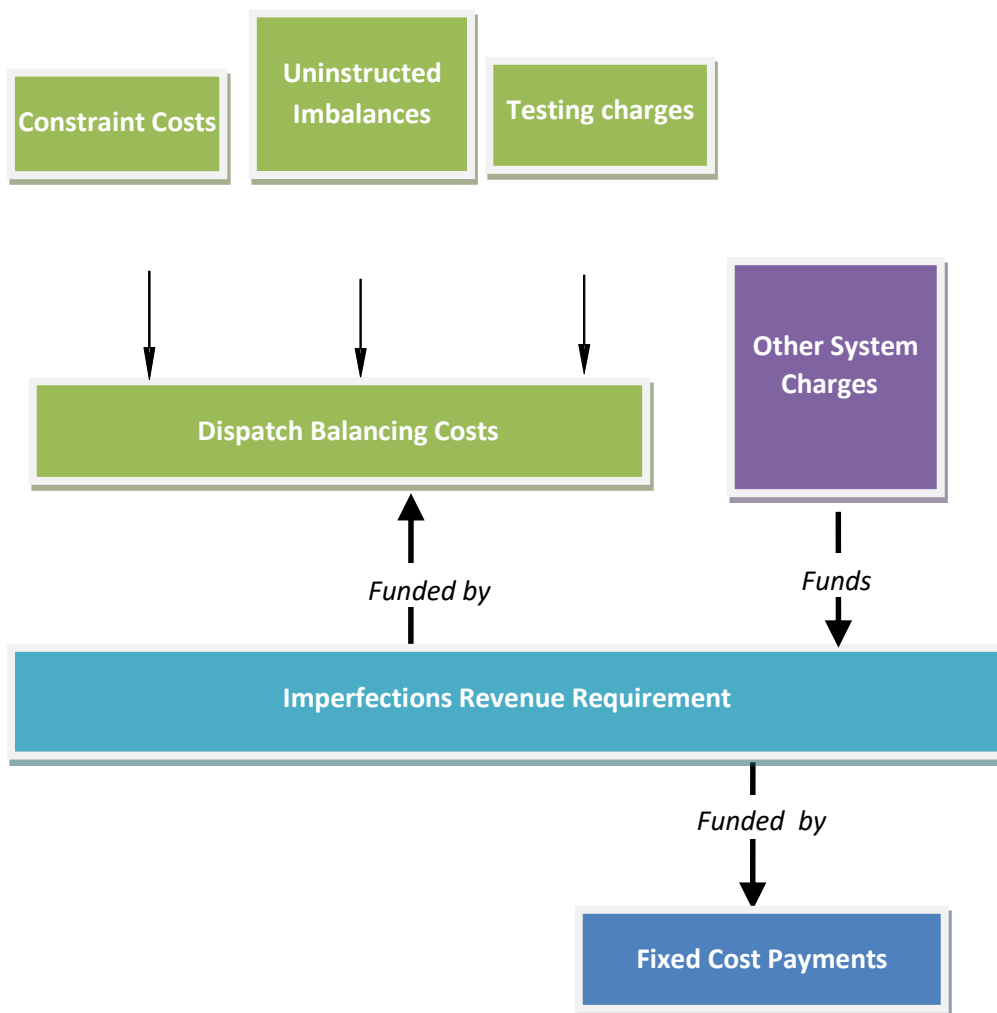 Constraint Costs
Uninstructed
Imbalances
Testing charges
Other System
Charges
Dispatch Balancing Costs
Funded by
Funds
Imperfections Revenue Requirement
Funded by
Fixed Cost Payments